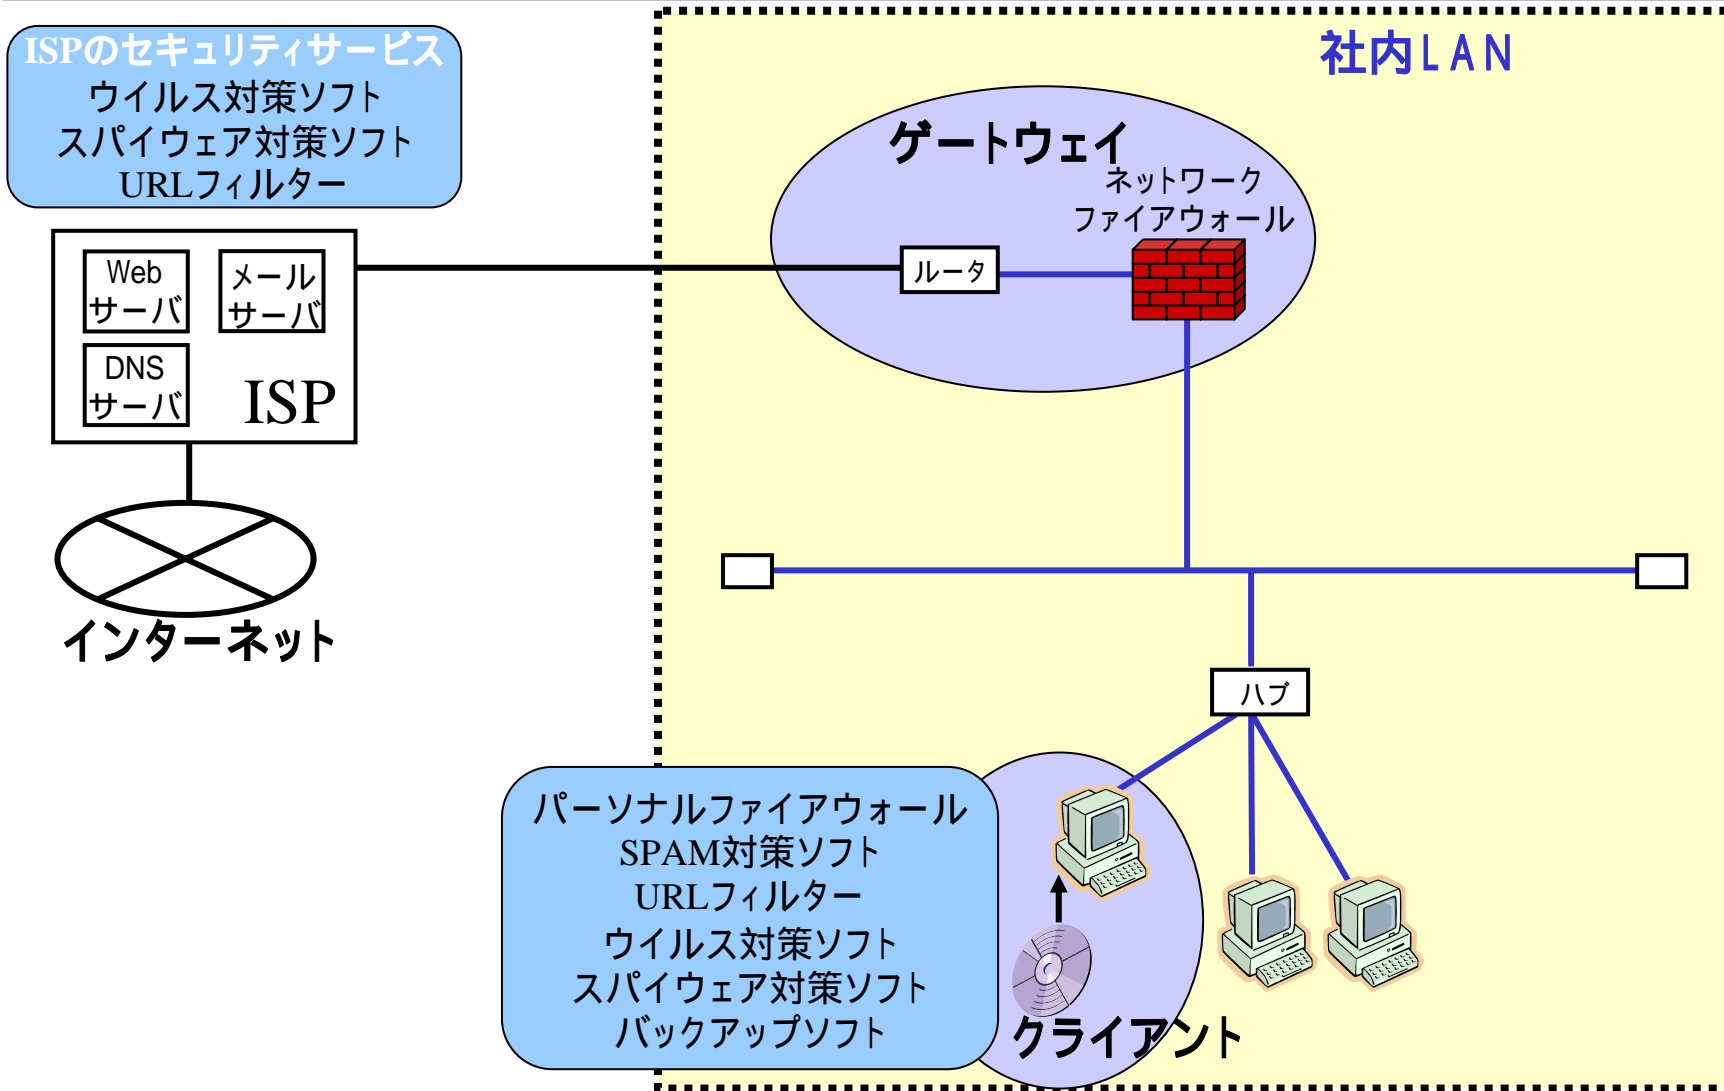 ISPのセキュリティサービス
ウイルス対策ソフト
スパイウェア対策ソフト
URLフィルター
社内LAN
ゲートウェイ
ネットワーク
ファイアウォール
ルータ
Web
サーバ
メール
サーバ
DNS
サーバ
ISP
インターネット
ハブ
パーソナルファイアウォール
SPAM対策ソフト
URLフィルター
ウイルス対策ソフト
スパイウェア対策ソフト
バックアップソフト
クライアント